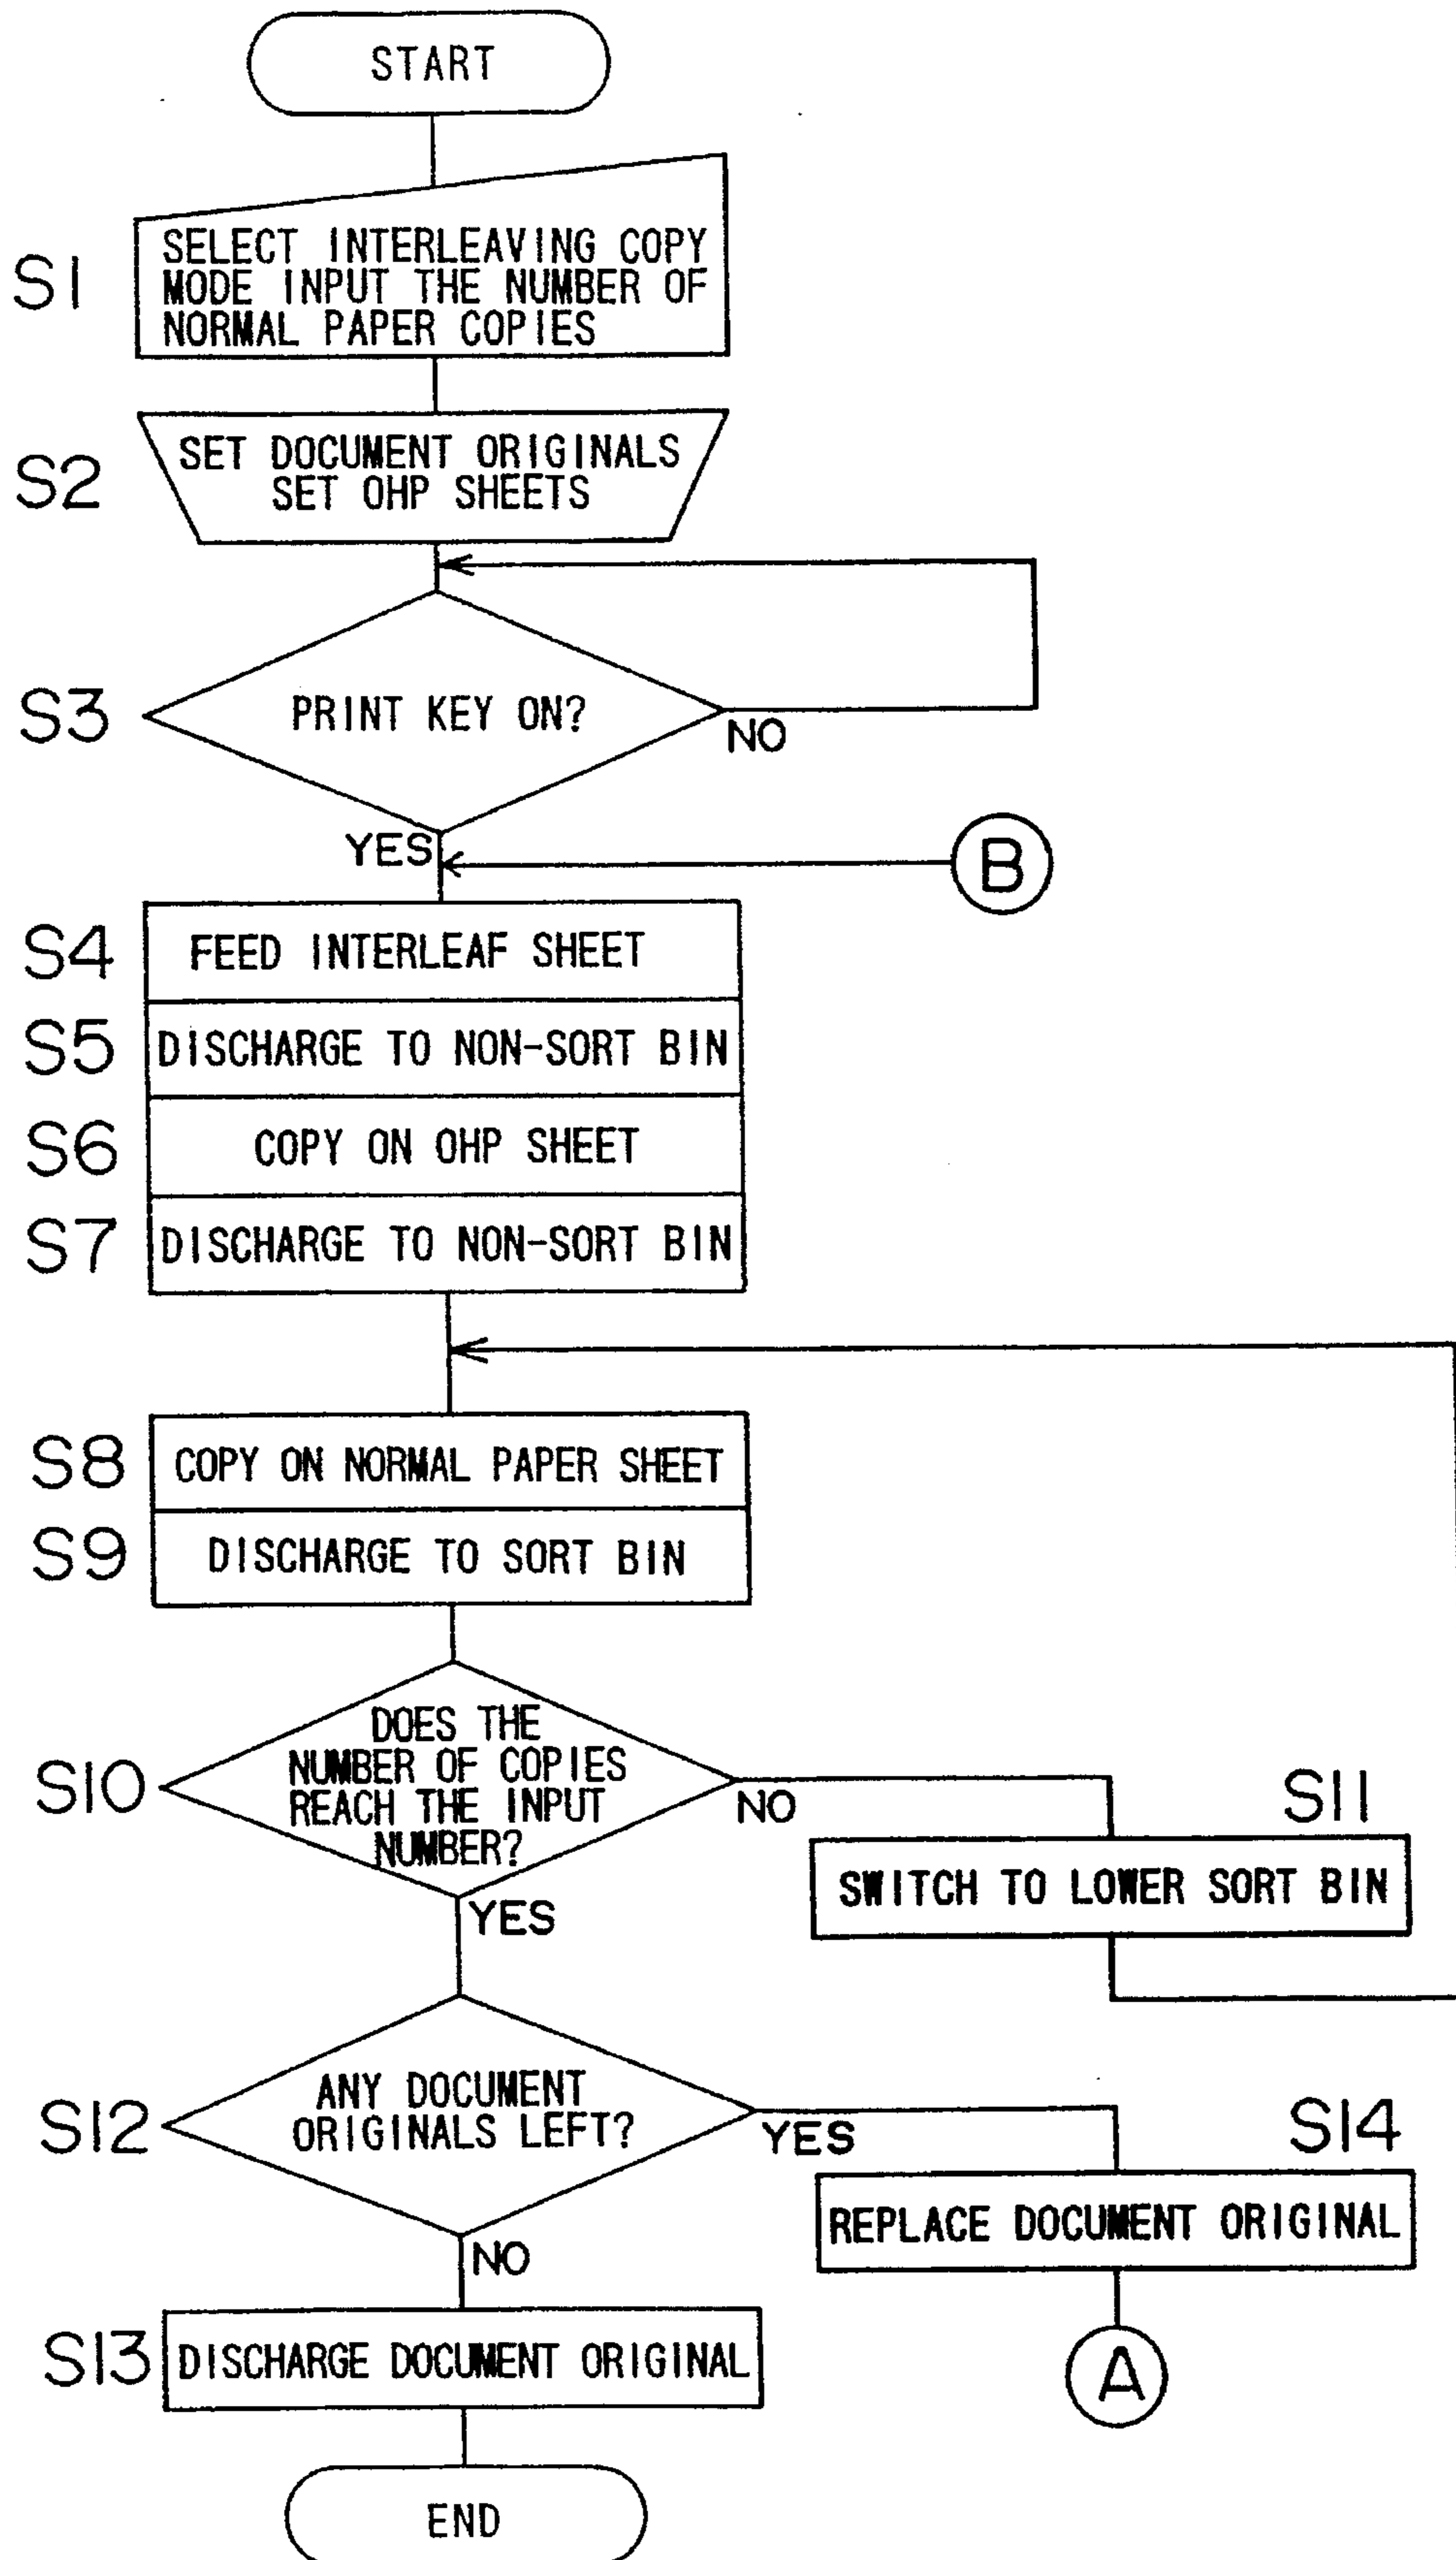 START
S1
SELECT INTERLEAVING COPY
MODE INPUT THE NUMBER OF
NORMAL PAPER COPIES
S2
SET DOCUMENT ORIGINALS
SET OHP SHEETS
S3
PRINT KEY ON?
NO
YES
B
S4
FEED INTERLEAF SHEET
S5
DISCHARGE TO NON-SORT BIN
S6
COPY ON OHP SHEET
S7
DISCHARGE TO NON-SORT BIN
S8
COPY ON NORMAL PAPER SHEET
S9
DISCHARGE TO SORT BIN
S10
DOES THE
NUMBER OF COPIES
REACH THE INPUT
NUMBER?
NO
YES
S11
SWITCH TO LOWER SORT BIN
S12
ANY DOCUMENT
ORIGINALS LEFT?
YES
NO
S14
REPLACE DOCUMENT ORIGINAL
A
S13
DISCHARGE DOCUMENT ORIGINAL
END